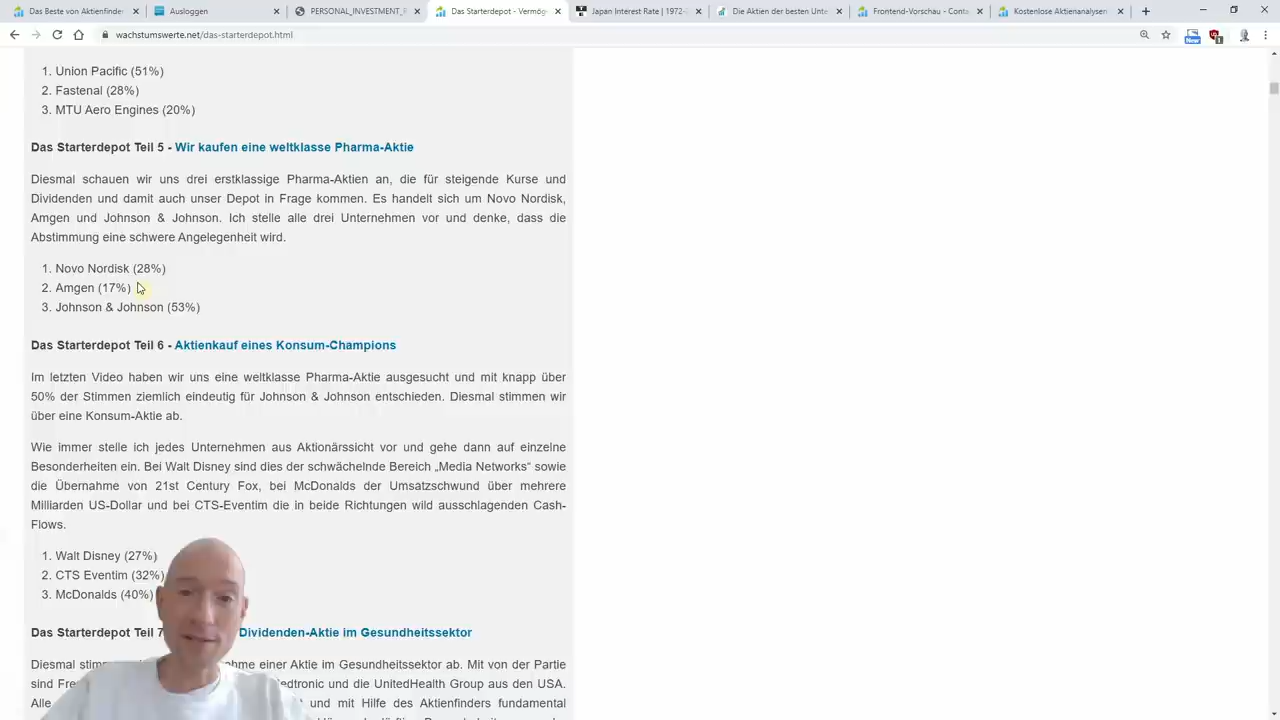 Das Beste von Aktienfinder
Ausloggen
PERSONAL_INVESTMENT_F
Das Starterdepot - Vermög
Japan Interest Rate | 1972-
Die Aktien der besten Unte
Frontend-Vorschau - Conta
Kostenlose Aktienanalysen
wachstumswerte.net/das-starterdepot.html
New
1
1. Union Pacific (51%)
2. Fastenal (28%)
3. MTU Aero Engines (20%)
Das Starterdepot Teil 5 - Wir kaufen eine weltklasse Pharma-Aktie
Diesmal schauen wir uns drei erstklassige Pharma-Aktien an, die für steigende Kurse und
Dividenden und damit auch unser Depot in Frage kommen. Es handelt sich um Novo Nordisk,
Amgen und Johnson & Johnson. Ich stelle alle drei Unternehmen vor und denke, dass die
Abstimmung eine schwere Angelegenheit wird.
1. Novo Nordisk (28%)
2. Amgen (17%)
3. Johnson & Johnson (53%)
Das Starterdepot Teil 6 - Aktienkauf eines Konsum-Champions
Im letzten Video haben wir uns eine weltklasse Pharma-Aktie ausgesucht und mit knapp über
50% der Stimmen ziemlich eindeutig für Johnson & Johnson entschieden. Diesmal stimmen wir
über eine Konsum-Aktie ab.
Wie immer stelle ich jedes Unternehmen aus Aktionärssicht vor und gehe dann auf einzelne
Besonderheiten ein. Bei Walt Disney sind dies der schwächelnde Bereich „Media Networks“ sowie
die Übernahme von 21st Century Fox, bei McDonalds der Umsatzschwund über mehrere
Milliarden US-Dollar und bei CTS-Eventim die in beide Richtungen wild ausschlagenden Cash-
Flows.
1. Walt Disney (27%)
2. CTS Eventim (32%)
3. McDonalds (40%)
Das Starterdepot Teil 7 Dividenden-Aktie im Gesundheitssektor
Diesmal stim ahme einer Aktie im Gesundheitssektor ab. Mit von der Partie
sind Fre edtronic und die UnitedHealth Group aus den USA.
Alle und mit Hilfe des Aktienfinders fundamental